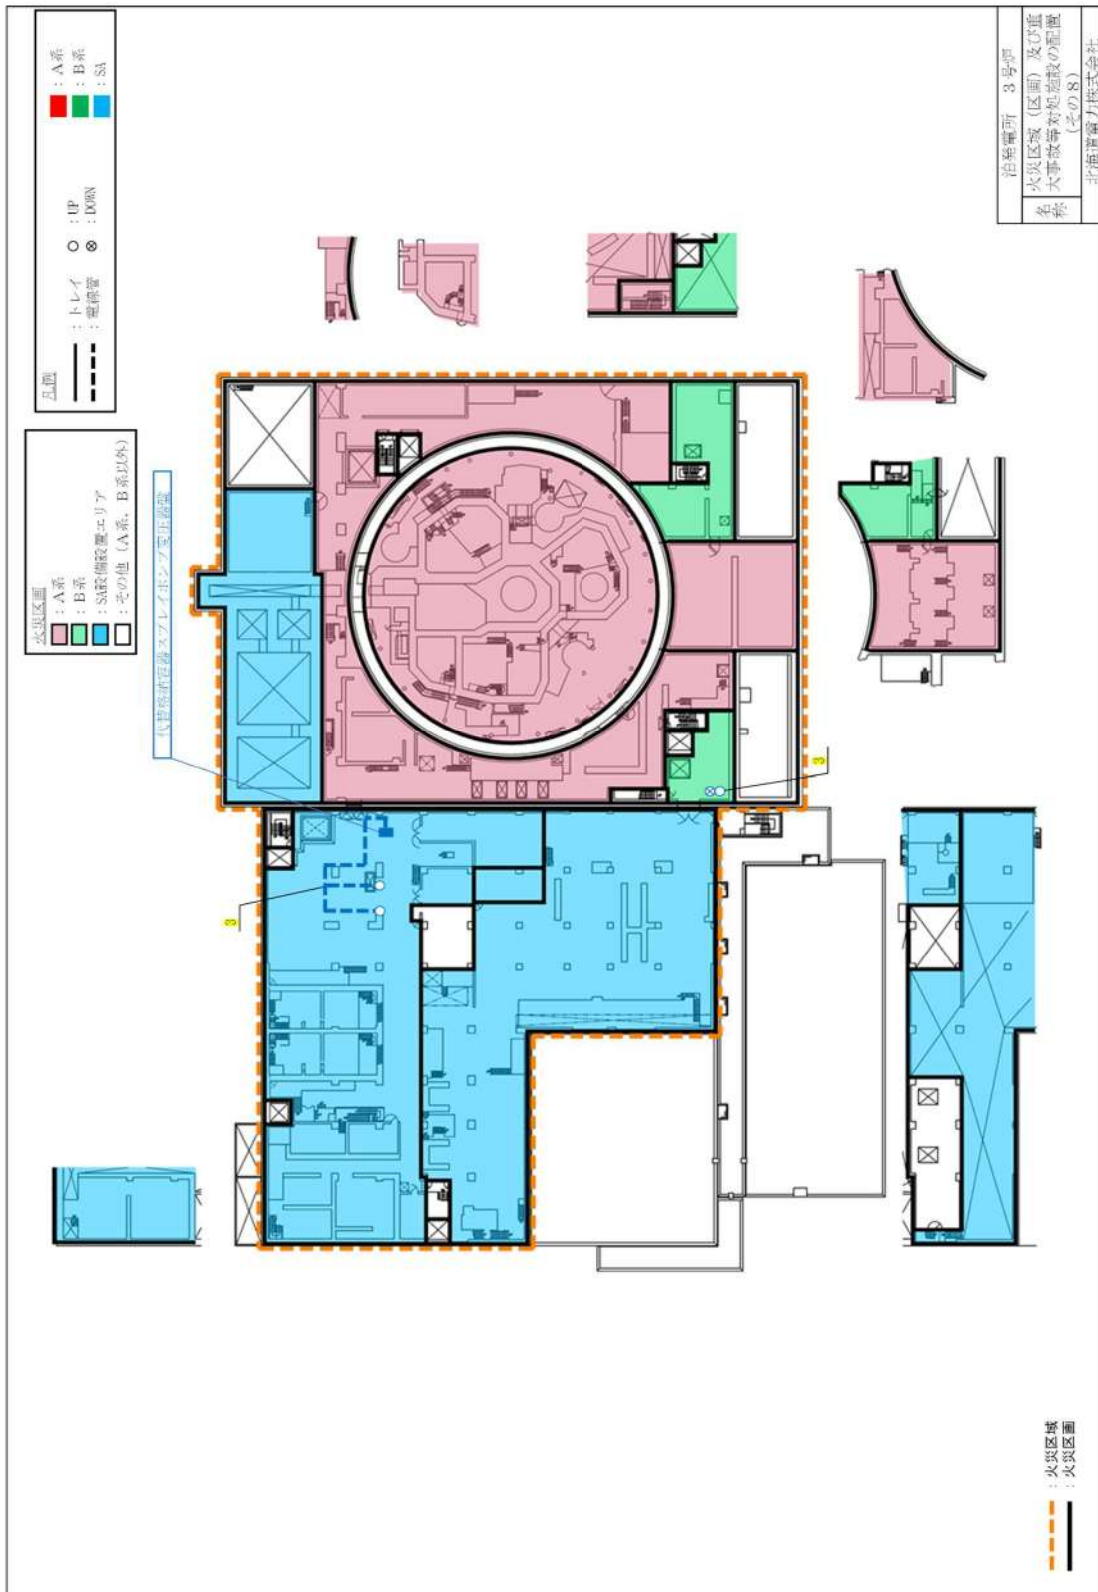 火災区画
：A系
：B系
：SA設備設置エリア
：その他（A系、B系以外）
凡例
：トレイ
：電線管
○：UP
⊗：DOWN
：A系
：B系
：SA
代替格納容器スプレイポンプ変圧器盤
3
3
：火災区域
：火災区画
泊発電所　3号炉
名称
火災区域（区画）及び重
大事故等対処施設の配置
（その8）
北海道電力株式会社